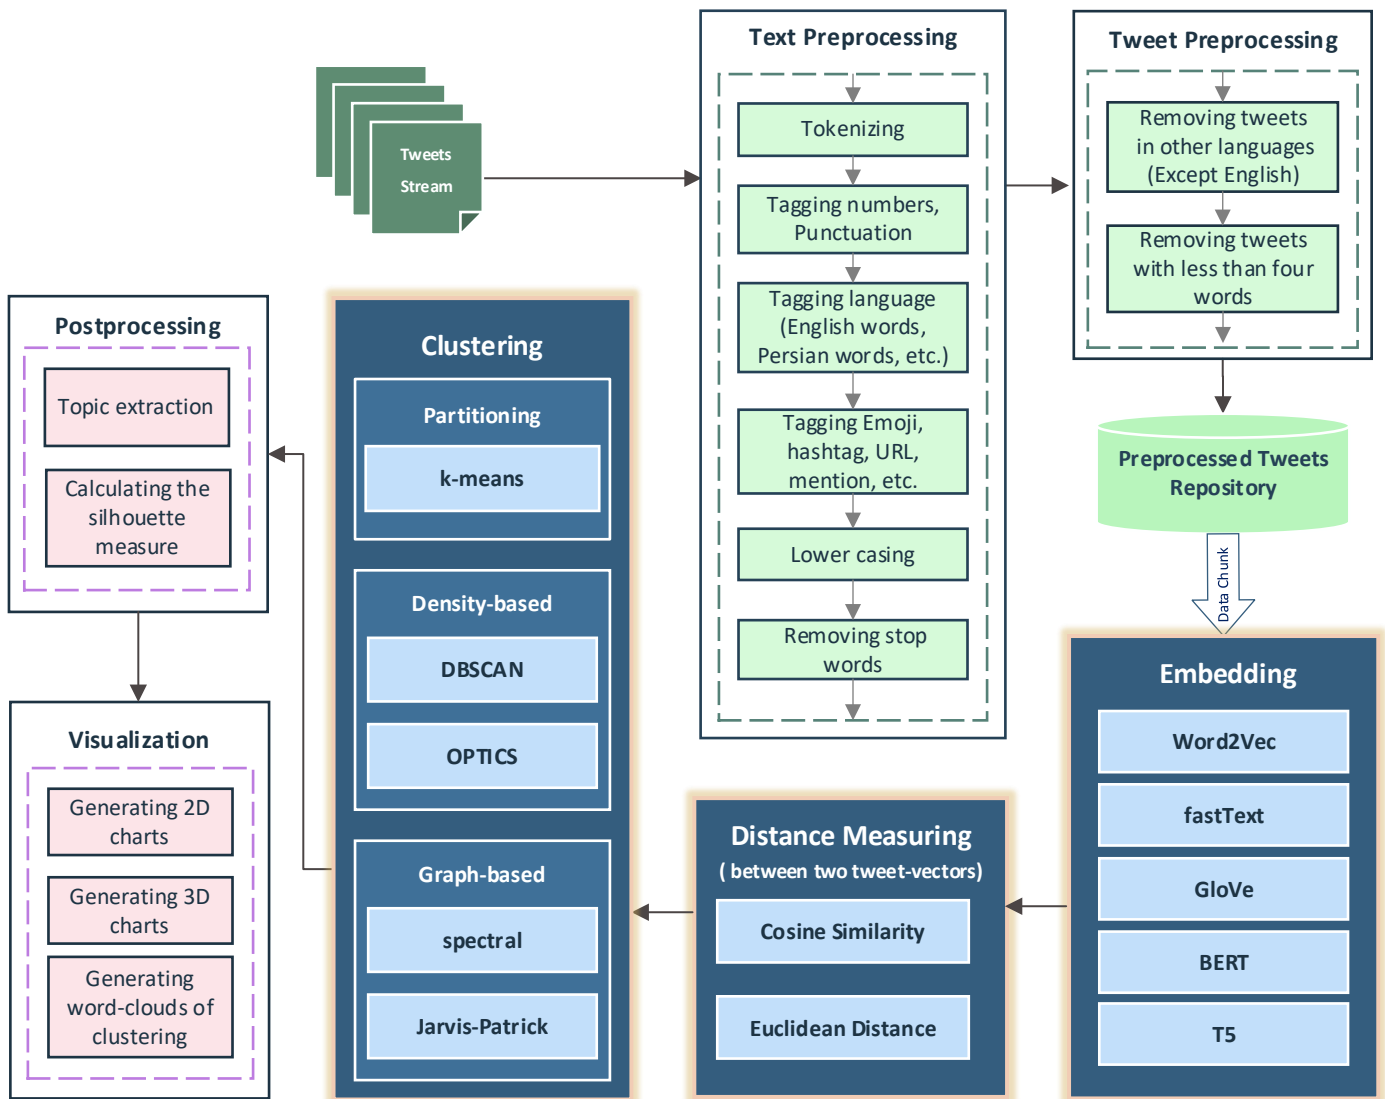 Tweets
Stream
Text Preprocessing
Tokenizing
Tagging numbers,
Punctuation
Tagging language
(English words,
Persian words, etc.)
Tagging Emoji,
hashtag, URL,
mention, etc.
Lower casing
Removing stop
words
Tweet Preprocessing
Removing tweets
in other languages
(Except English)
Removing tweets
with less than four
words
Preprocessed Tweets
Repository
Data Chunk
Embedding
Word2Vec
fastText
GloVe
BERT
T5
Distance Measuring
( between two tweet-vectors)
Cosine Similarity
Euclidean Distance
Clustering
Partitioning
k-means
Density-based
DBSCAN
OPTICS
Graph-based
spectral
Jarvis-Patrick
Postprocessing
Topic extraction
Calculating the
silhouette
measure
Visualization
Generating 2D
charts
Generating 3D
charts
Generating
word-clouds of
clustering